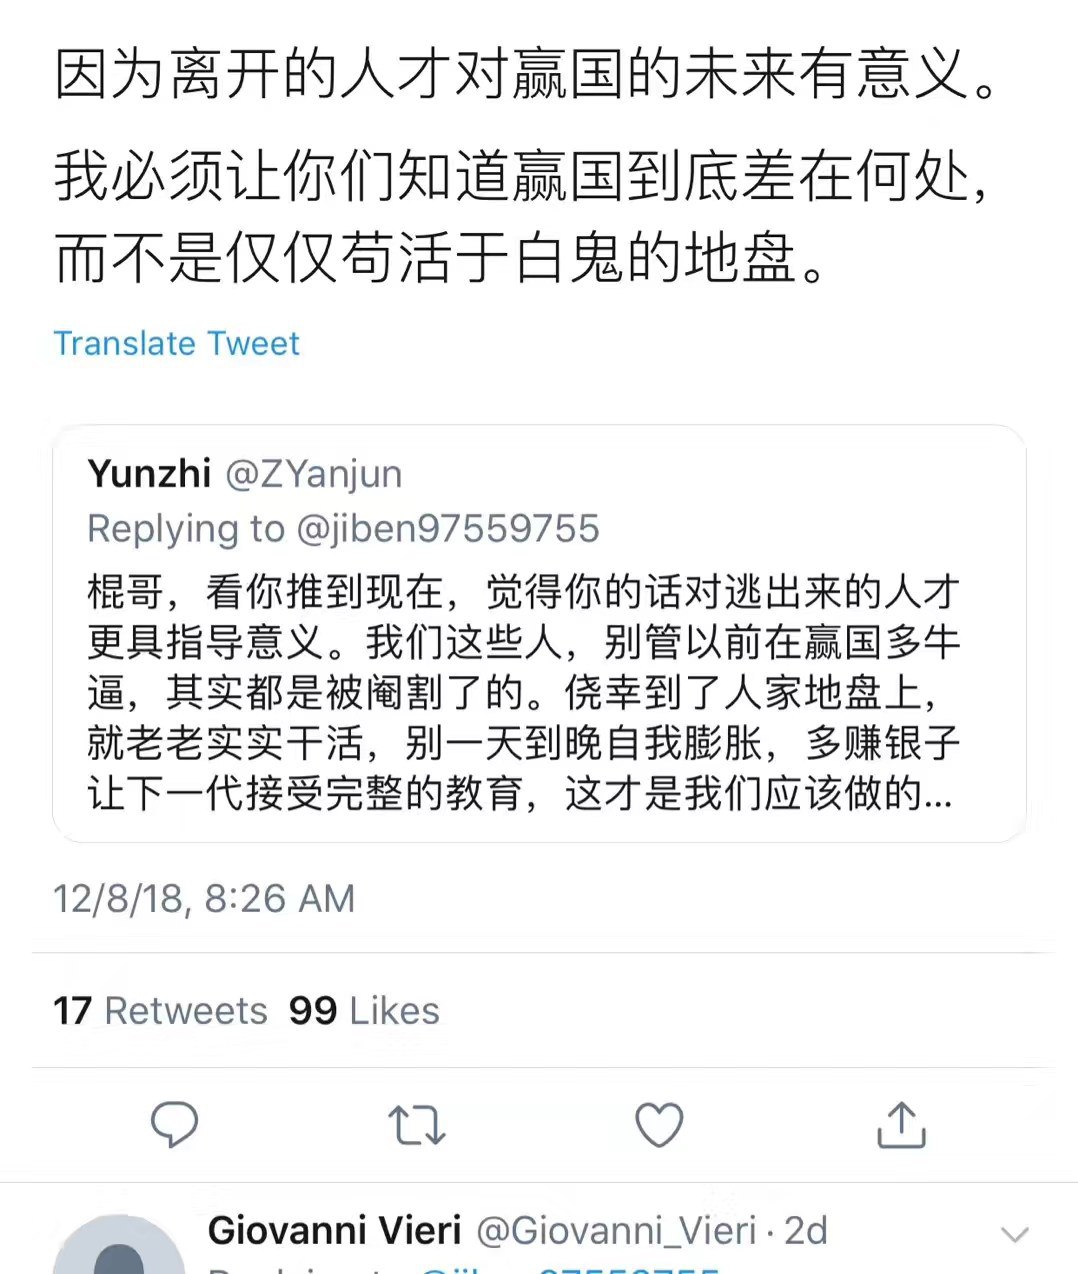 因为离开的人才对赢国的未来有意义。
我必须让你们知道赢国到底差在何处，
而不是仅仅苟活于白鬼的地盘。
Translate Tweet
Yunzhi @ZYanjun
Replying to @jiben97559755
棍哥，看你推到现在，觉得你的话对逃出来的人才
更具指导意义。我们这些人，别管以前在赢国多牛
逼，其实都是被阉割了的。侥幸到了人家地盘上，
就老老实实干活，别一天到晚自我膨胀，多赚银子
让下一代接受完整的教育，这才是我们应该做的...
12/8/18, 8:26 AM
17 Retweets 99 Likes
Giovanni Vieri @Giovanni_Vieri · 2d